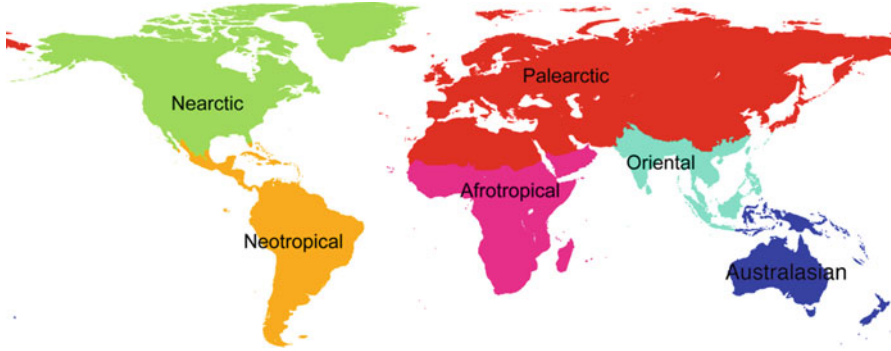 Palearctic
Nearctic
Oriental
Afrotropical
Neotropical
Australasian